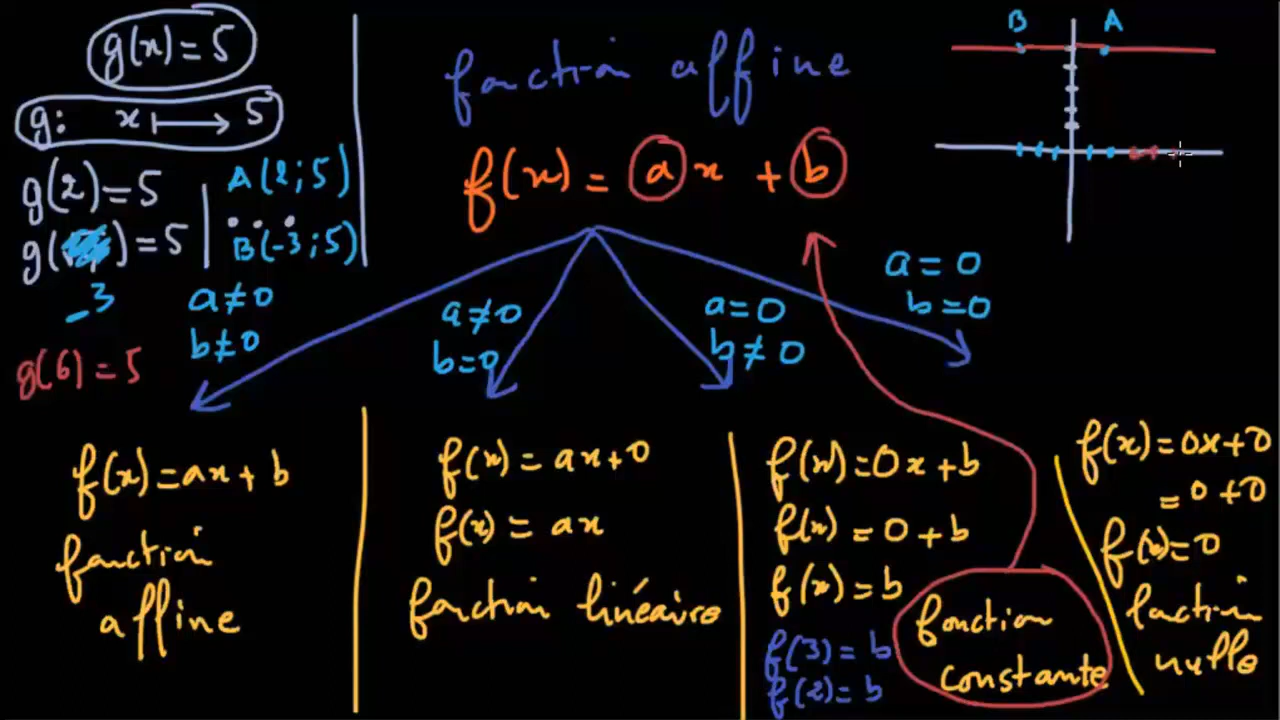 g(x) = 5
g: x ⟼ 5
g(2) = 5
g( ) = 5
-3
A(2;5)
B(-3;5)
g(6) = 5
fonction affine
f(x) = ax + b
B A
a ≠ 0
b ≠ 0
a ≠ 0
b = 0
a = 0
b ≠ 0
a = 0
b = 0
f(x) = ax + b
fonction
affine
f(x) = ax + 0
f(x) = ax
fonction linéaire
f(x) = 0x + b
f(x) = 0 + b
f(x) = b
f(3) = b
f(2) = b
fonction
constante
f(x) = 0x + 0
= 0 + 0
f(x) = 0
fonction
nulle